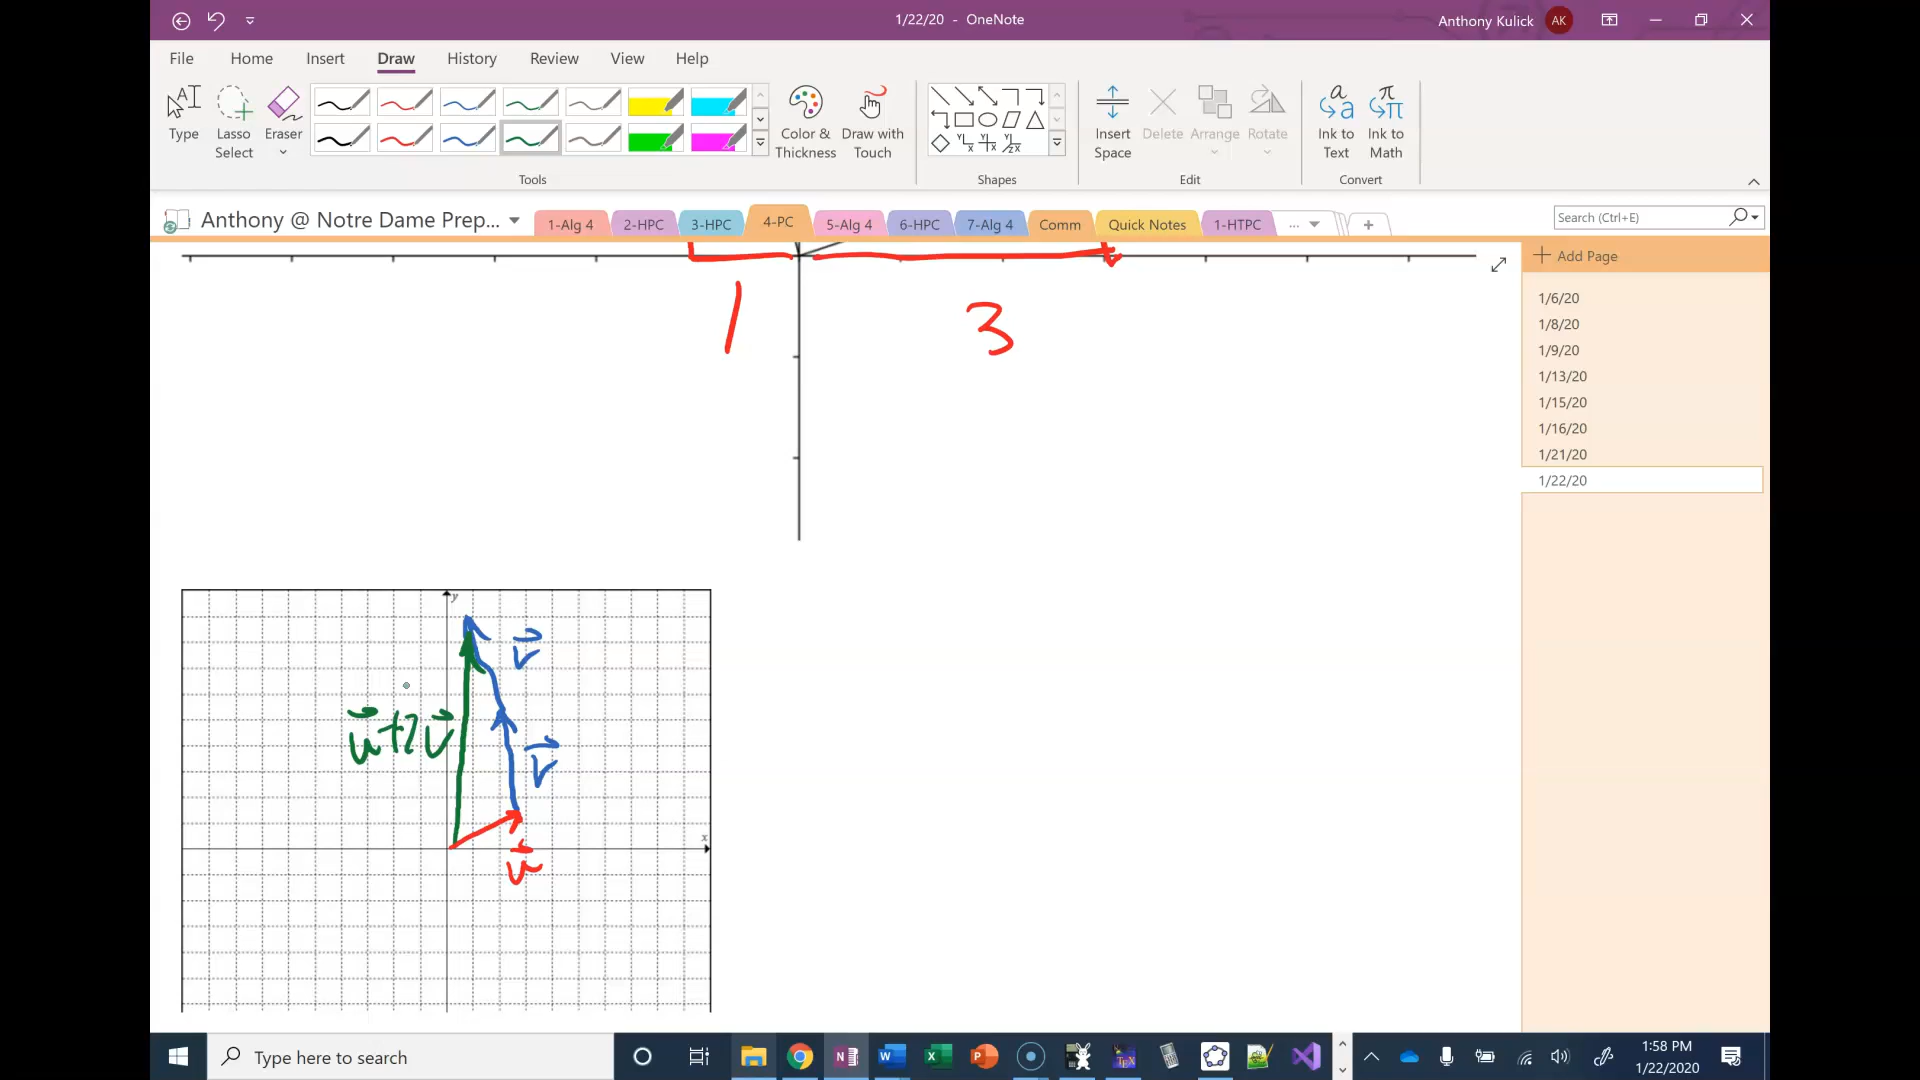 1/22/20 - OneNote
Anthony Kulick AK
File Home Insert Draw History Review View Help
Type
Lasso Select
Eraser
Color & Thickness
Draw with Touch
Insert Space
Delete
Arrange
Rotate
Ink to Text
Ink to Math
Tools Shapes Edit Convert
Anthony @ Notre Dame Prep...
1-Alg 4 2-HPC 3-HPC 4-PC 5-Alg 4 6-HPC 7-Alg 4 Comm Quick Notes 1-HTPC ...
Search (Ctrl+E)
Add Page
1/6/20
1/8/20
1/9/20
1/13/20
1/15/20
1/16/20
1/21/20
1/22/20
1 3
y
v
u+2v
v
x
u
Type here to search
1:58 PM
1/22/2020